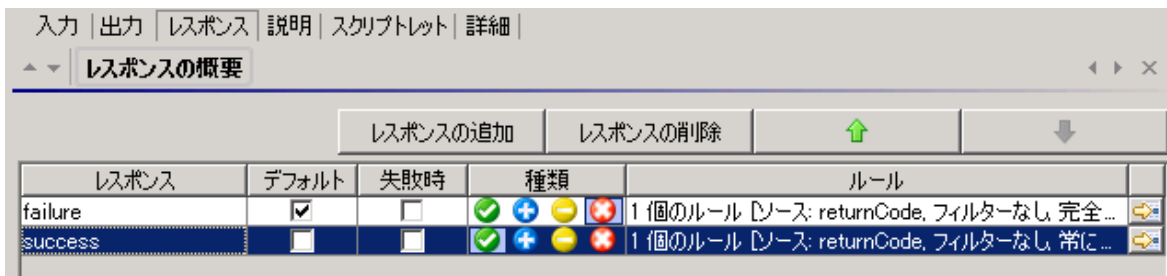 入力 | 出力 | レスポンス | 説明 | スクリプトレット | 詳細 |
レスポンスの概要
レスポンスの追加 レスポンスの削除
レスポンス デフォルト 失敗時 種類 ルール
failure 1 個のルール [ソース: returnCode, フィルターなし, 完全...
success 1 個のルール [ソース: returnCode, フィルターなし, 常に...